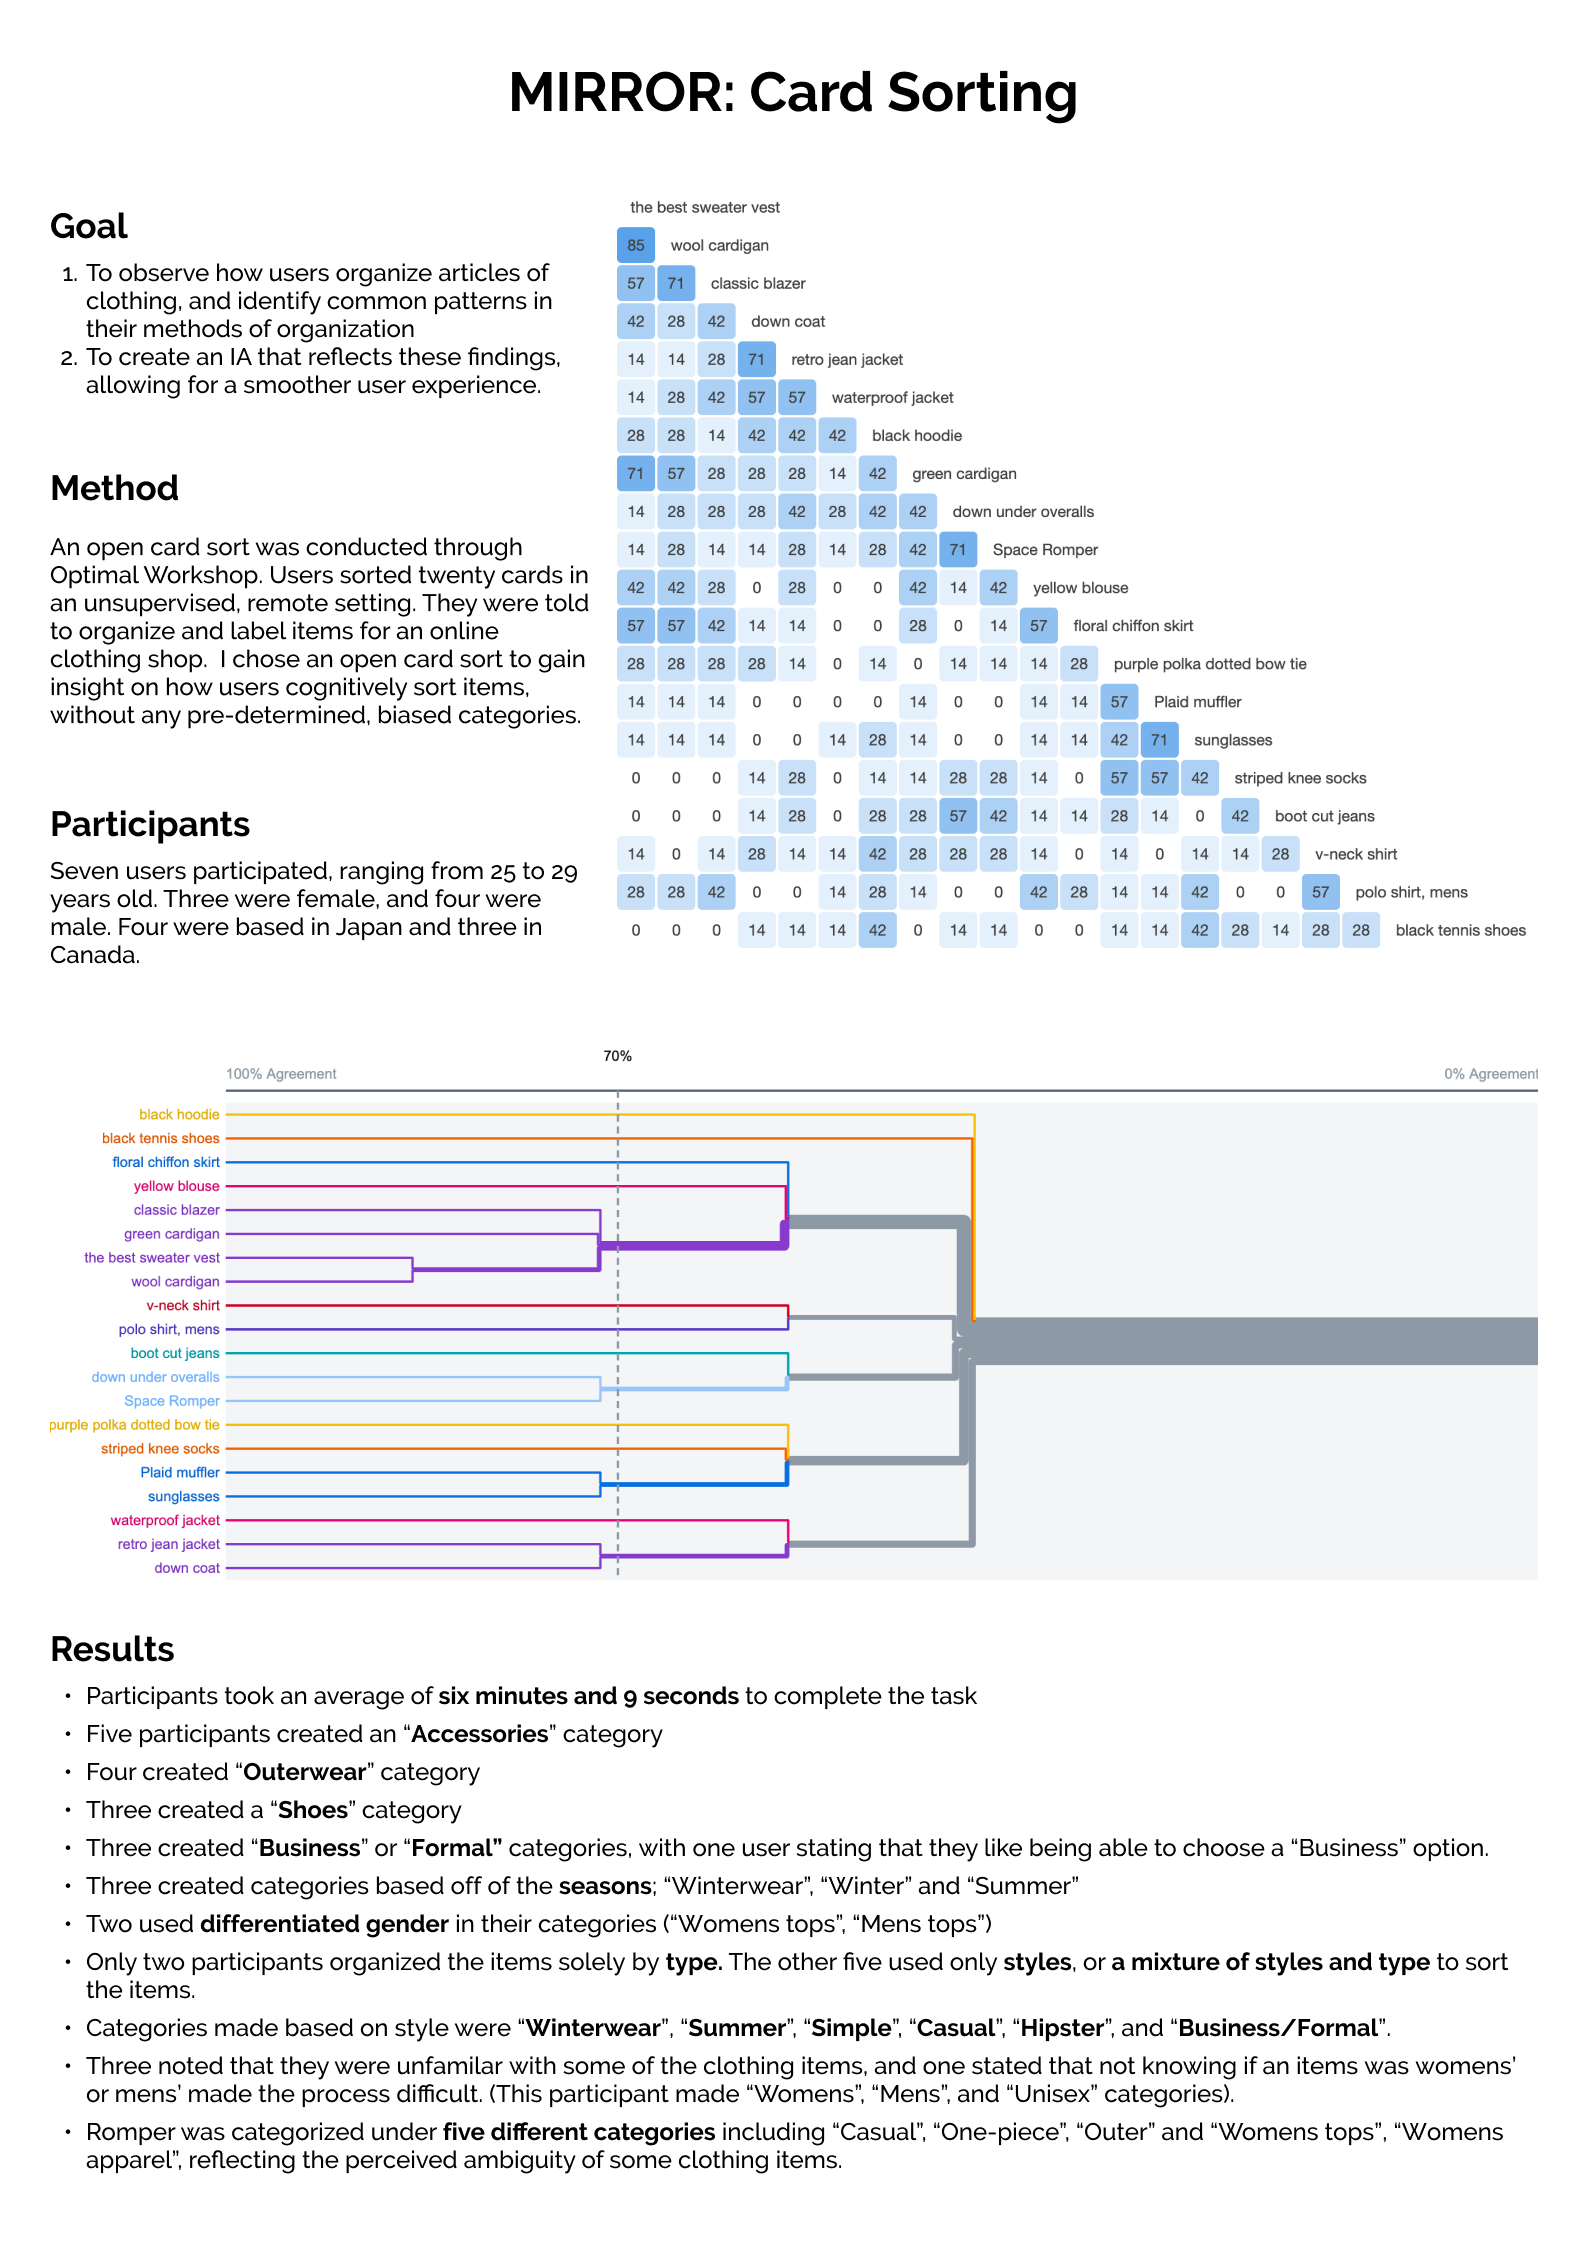 MIRROR: Card Sorting
Goal
1. To observe how users organize articles of
clothing, and identify common patterns in
their methods of organization
2. To create an IA that reflects these findings,
allowing for a smoother user experience.
Method
An open card sort was conducted through
Optimal Workshop. Users sorted twenty cards in
an unsupervised, remote setting. They were told
to organize and label items for an online
clothing shop.  I chose an open card sort to gain
insight on how users cognitively sort items,
without any pre-determined, biased categories.
Participants
Seven users participated, ranging from 25 to 29
years old. Three were female, and four were
male. Four were based in Japan and three in
Canada.
the best sweater vest
85 wool cardigan
57 71 classic blazer
42 28 42 down coat
14 14 28 71 retro jean jacket
14 28 42 57 57 waterproof jacket
28 28 14 42 42 42 black hoodie
71 57 28 28 28 14 42 green cardigan
14 28 28 28 42 28 42 42 down under overalls
14 28 14 14 28 14 28 42 71 Space Romper
42 42 28 0 28 0 0 42 14 42 yellow blouse
57 57 42 14 14 0 0 28 0 14 57 floral chiffon skirt
28 28 28 28 14 0 14 0 14 14 14 28 purple polka dotted bow tie
14 14 14 0 0 0 0 14 0 0 14 14 57 Plaid muffler
14 14 14 0 0 14 28 14 0 0 14 14 42 71 sunglasses
0 0 0 14 28 0 14 14 28 28 14 0 57 57 42 striped knee socks
0 0 0 14 28 0 28 28 57 42 14 14 28 14 0 42 boot cut jeans
14 0 14 28 14 14 42 28 28 28 14 0 14 0 14 14 28 v-neck shirt
28 28 42 0 0 14 28 14 0 0 42 28 14 14 42 0 0 57 polo shirt, mens
0 0 0 14 14 14 42 0 14 14 0 0 14 14 42 28 14 28 28 black tennis shoes
70%
100% Agreement 0% Agreement
black hoodie
black tennis shoes
floral chiffon skirt
yellow blouse
classic blazer
green cardigan
the best sweater vest
wool cardigan
v-neck shirt
polo shirt, mens
boot cut jeans
down under overalls
Space Romper
purple polka dotted bow tie
striped knee socks
Plaid muffler
sunglasses
waterproof jacket
retro jean jacket
down coat
Results
• Participants took an average of six minutes and 9 seconds to complete the task
• Five participants created an “Accessories” category
• Four created “Outerwear” category
• Three created a “Shoes” category
• Three created “Business” or “Formal” categories, with one user stating that they like being able to choose a “Business” option.
• Three created categories based off of the seasons; “Winterwear”, “Winter” and “Summer”
• Two used differentiated gender in their categories (“Womens tops”, “Mens tops”)
• Only two participants organized the items solely by type. The other five used only styles, or a mixture of styles and type to sort
the items.
• Categories made based on style were “Winterwear”, “Summer”, “Simple”, “Casual”, “Hipster”, and “Business/Formal”.
• Three noted that they were unfamilar with some of the clothing items, and one stated that not knowing if an items was womens’
or mens’ made the process difficult. (This participant made “Womens”, “Mens”, and “Unisex” categories).
• Romper was categorized under five different categories including “Casual”, “One-piece”, “Outer” and “Womens tops”, “Womens
apparel”, reflecting the perceived ambiguity of some clothing items.